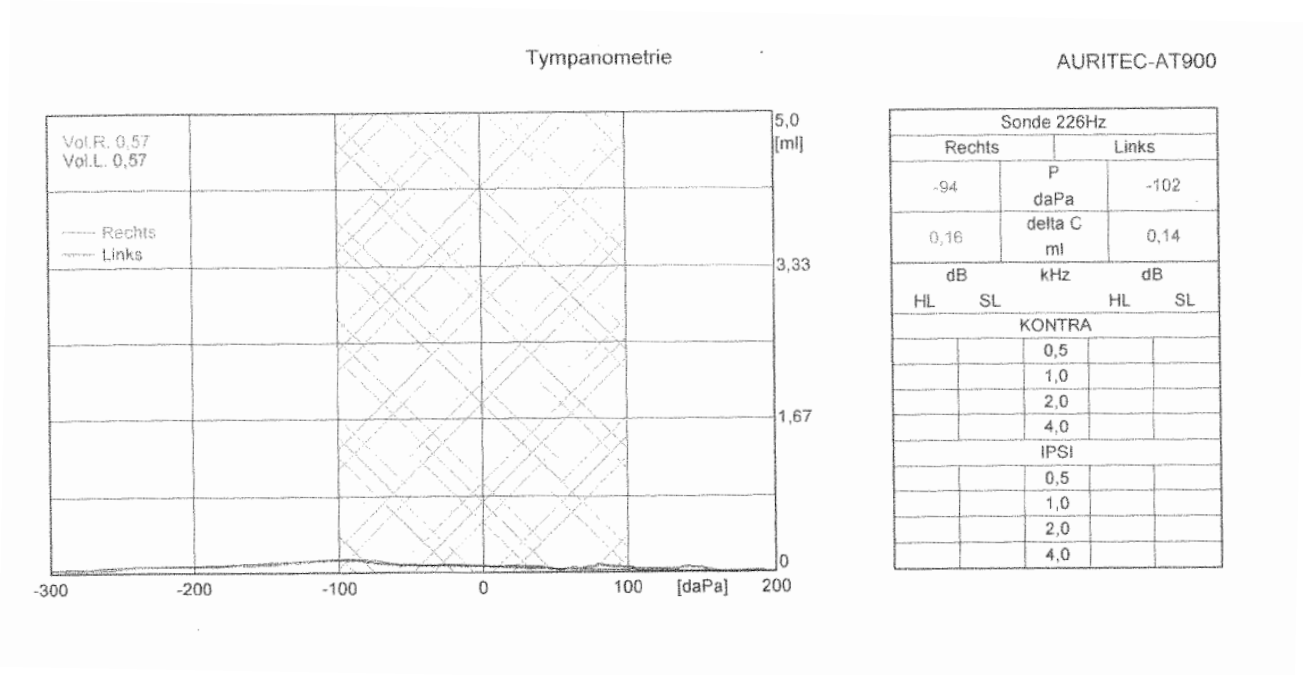 Tympanometrie
AURITEC-AT900
Vol.R. 0,57
Vol.L. 0,57
Rechts
Links
5,0
[ml]
3,33
1,67
0
-300 -200 -100 0 100 [daPa] 200
Sonde 226Hz
Rechts Links
-94 P daPa -102
0,16 delta C ml 0,14
dB kHz dB
HL SL HL SL
KONTRA
0,5
1,0
2,0
4,0
IPSI
0,5
1,0
2,0
4,0